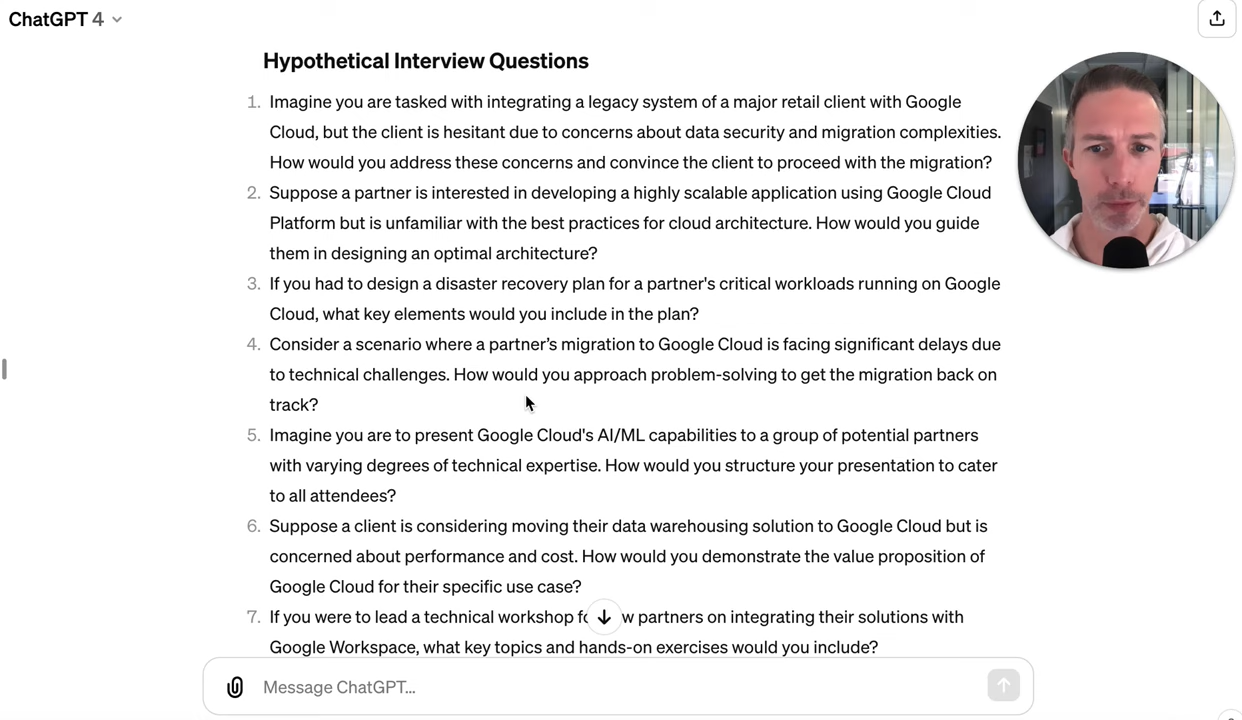 ChatGPT 4
Hypothetical Interview Questions
1. Imagine you are tasked with integrating a legacy system of a major retail client with Google
Cloud, but the client is hesitant due to concerns about data security and migration complexities.
How would you address these concerns and convince the client to proceed with the migration?
2. Suppose a partner is interested in developing a highly scalable application using Google Cloud
Platform but is unfamiliar with the best practices for cloud architecture. How would you guide
them in designing an optimal architecture?
3. If you had to design a disaster recovery plan for a partner's critical workloads running on Google
Cloud, what key elements would you include in the plan?
4. Consider a scenario where a partner’s migration to Google Cloud is facing significant delays due
to technical challenges. How would you approach problem-solving to get the migration back on
track?
5. Imagine you are to present Google Cloud's AI/ML capabilities to a group of potential partners
with varying degrees of technical expertise. How would you structure your presentation to cater
to all attendees?
6. Suppose a client is considering moving their data warehousing solution to Google Cloud but is
concerned about performance and cost. How would you demonstrate the value proposition of
Google Cloud for their specific use case?
7. If you were to lead a technical workshop partners on integrating their solutions with
Google Workspace, what key topics and hands-on exercises would you include?
Message ChatGPT...